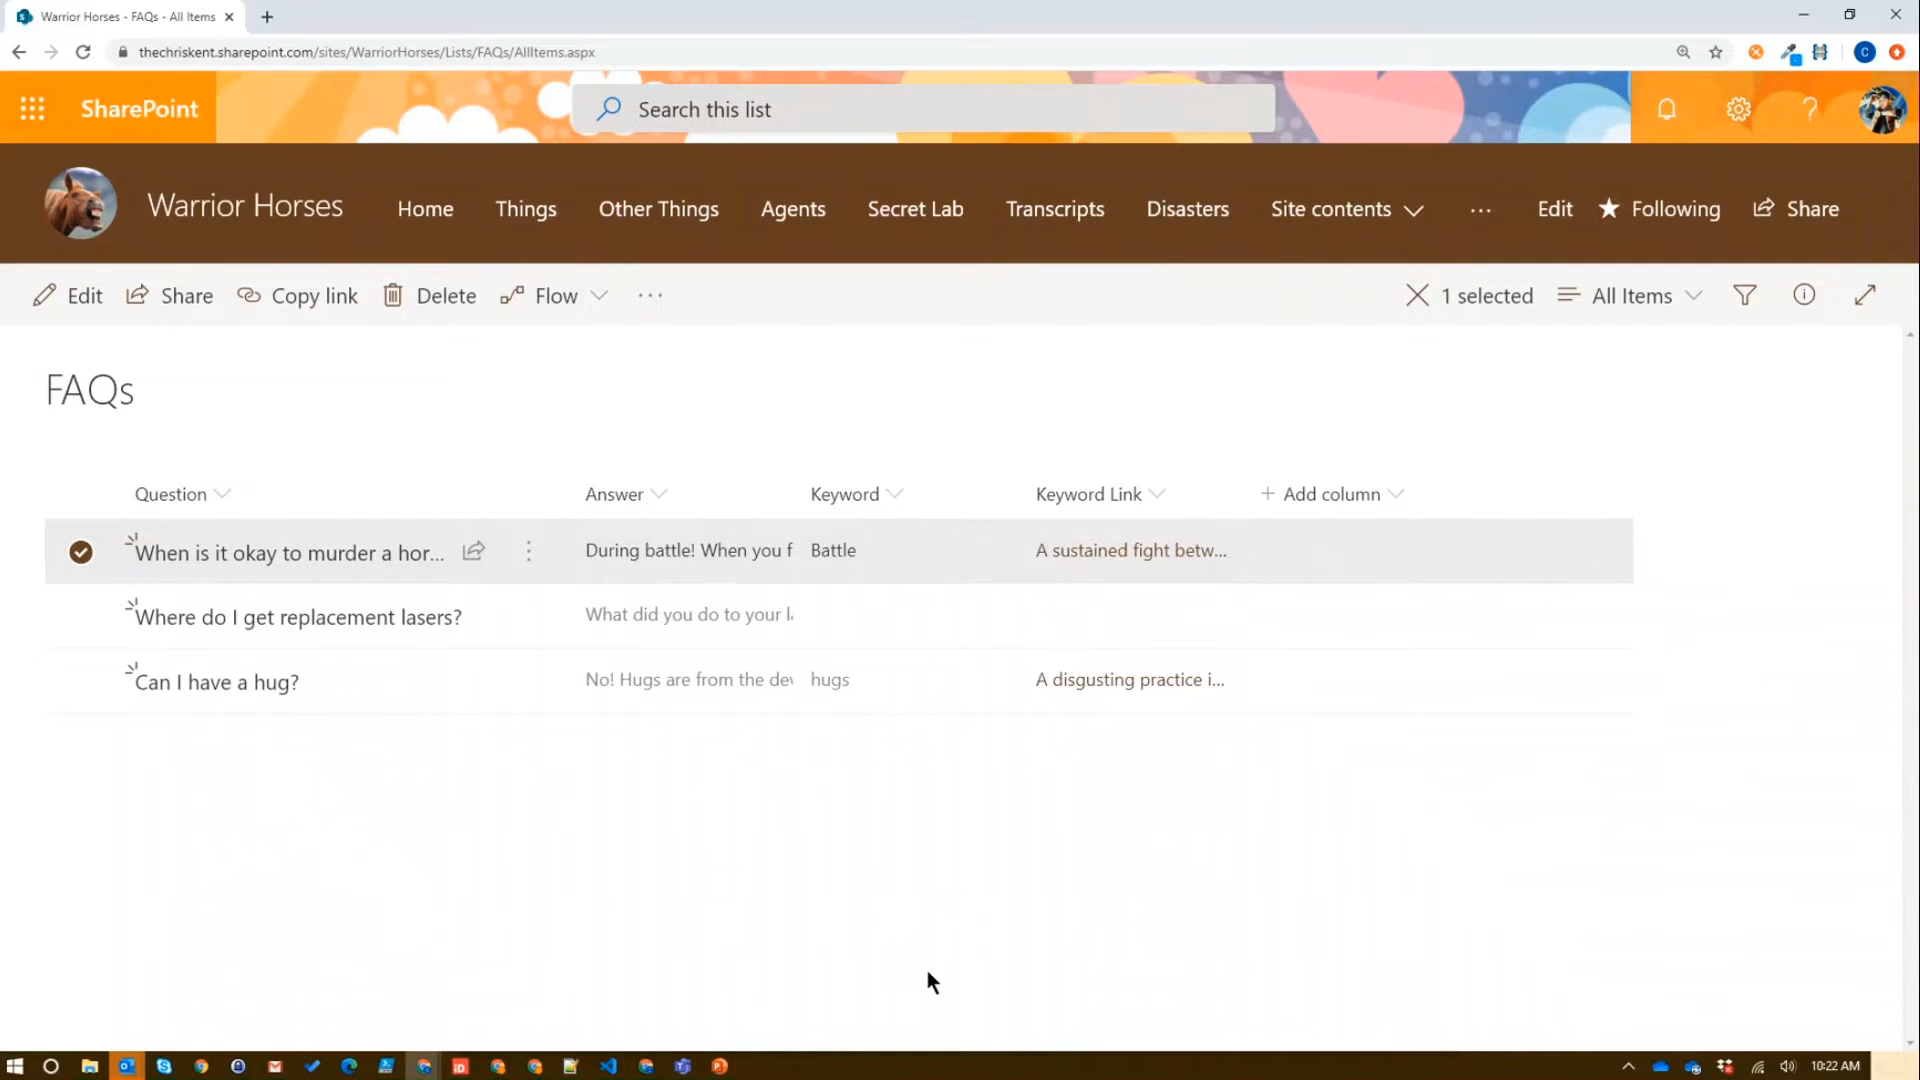 Warrior Horses - FAQs - All Items
thechriskent.sharepoint.com/sites/WarriorHorses/Lists/FAQs/AllItems.aspx
SharePoint
Search this list
Warrior Horses
Home
Things
Other Things
Agents
Secret Lab
Transcripts
Disasters
Site contents
Edit
Following
Share
Edit
Share
Copy link
Delete
Flow
1 selected
All Items
FAQs
Question
Answer
Keyword
Keyword Link
+ Add column
When is it okay to murder a hor...
During battle! When you f
Battle
A sustained fight betw...
Where do I get replacement lasers?
What did you do to your
Can I have a hug?
No! Hugs are from the
hugs
A disgusting practice i...
10:22 AM